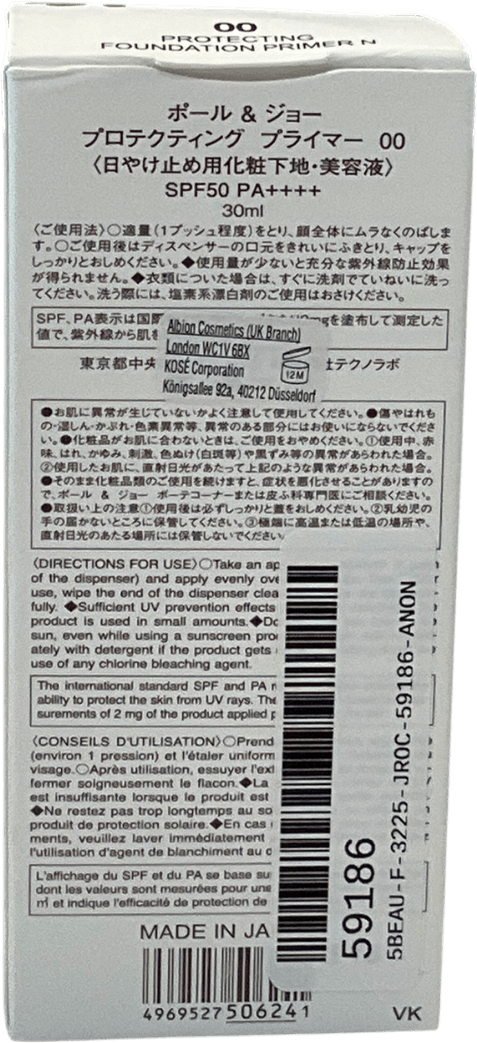 00
PROTECTING
FOUNDATION PRIMER N
ポール & ジョー
プロテクティング プライマー 00
〈日やけ止め用化粧下地・美容液〉
SPF50 PA++++
30ml
〈ご使用法〉○適量(1プッシュ程度)をとり、顔全体にムラなくのばしま
す。○ご使用後はディスペンサーの口元をきれいにふきとり、キャップを
しっかりとおしめください。◆使用量が少ないと充分な紫外線防止効果
が得られません。◆衣類についた場合は、すぐに洗剤でていねいに洗っ
てください。洗う際には、塩素系漂白剤のご使用はおさけください。
SPF、PA表示は国際 mgを塗布して測定した
値で、紫外線から肌を
Albion Cosmetics (UK Branch)
London WC1V 6BX
KOSÉ Corporation
Königsallee 92a, 40212 Düsseldorf
12M
東京都中央 社テクノラボ
●お肌に異常が生じていないかよく注意して使用してください。●傷やはれも
の・湿しん・かぶれ・色素異常等、異常のある部分にはお使いにならないでくださ
い。●化粧品がお肌に合わないときは、ご使用をおやめください。①使用中、赤
味、はれ、かゆみ、刺激、色ぬけ(白斑等)や黒ずみ等の異常があらわれた場合。
②使用したお肌に、直射日光があたって上記のような異常があらわれた場合。
●そのまま化粧品類のご使用を続けますと、症状を悪化させることがありますの
で、ポール & ジョー ボーテコーナーまたは皮ふ科専門医にご相談ください。
●取扱い上の注意①使用後は必ずしっかりと蓋をおしめください。②乳幼児の
手の届かないところに保管してください。③極端に高温または低温の場所や、
直射日光のあたる場所には保管しないでください
〈DIRECTIONS FOR USE〉○Take an ap
of the dispenser) and apply evenly ove
use, wipe the end of the dispenser clea
fully. ◆Sufficient UV prevention effects
product is used in small amounts.◆Do
sun, even while using a sunscreen pro
ately with detergent if the product gets
use of any chlorine bleaching agent.
The international standard SPF and PA
ability to protect the skin from UV rays. The
surements of 2 mg of the product applied p
〈CONSEILS D'UTILISATION〉○Prend
(environ 1 pression) et l'étaler uniform
visage.○Après utilisation, essuyer l'ext
fermer soigneusement le flacon.◆La
est insuffisante lorsque le produit est
◆Ne restez pas trop longtemps au so
produit de protection solaire.◆En cas
ments, veuillez laver immédiatement
l'utilisation d'agent de blanchiment au c
L'affichage du SPF et du PA se base su
dont les valeurs sont mesurées pour une
㎠ et indique l'efficacité de protection de
59186
5BEAU-F-3225-JROC-59186-ANON
MADE IN JA
4969527506241
VK